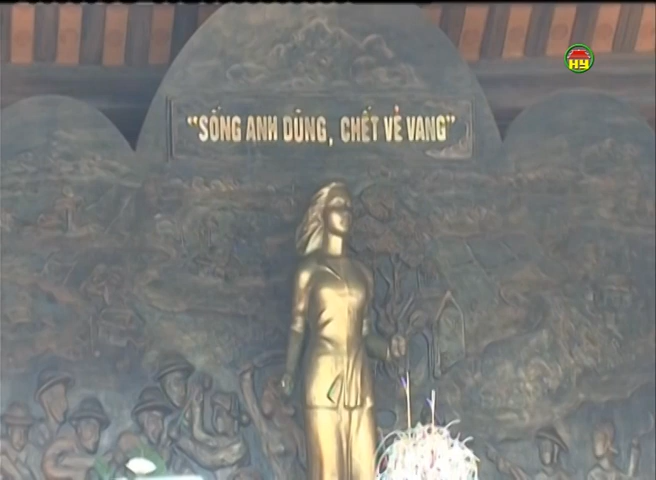 HY
"SỐNG ANH DŨNG, CHẾT VẺ VANG"